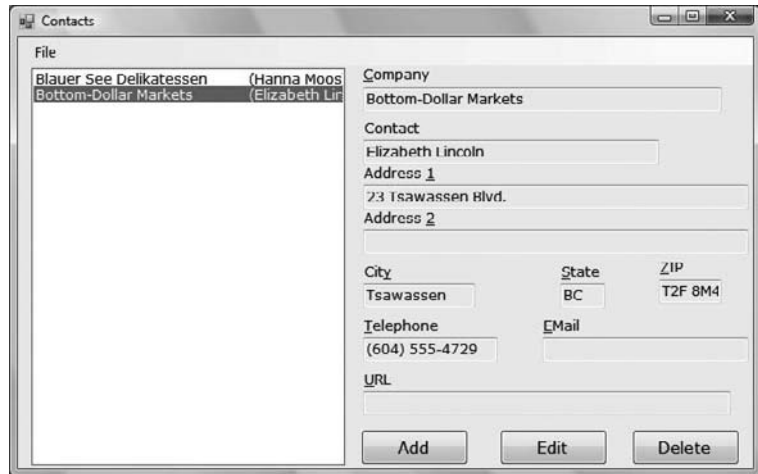 Contacts
File
Blauer See Delikatessen (Hanna Moos
Bottom-Dollar Markets (Elizabeth Lin
Company
Bottom-Dollar Markets
Contact
Elizabeth Lincoln
Address 1
23 Tsawassen Blvd.
Address 2
City State ZIP
Tsawassen BC T2F 8M4
Telephone EMail
(604) 555-4729
URL
Add Edit Delete